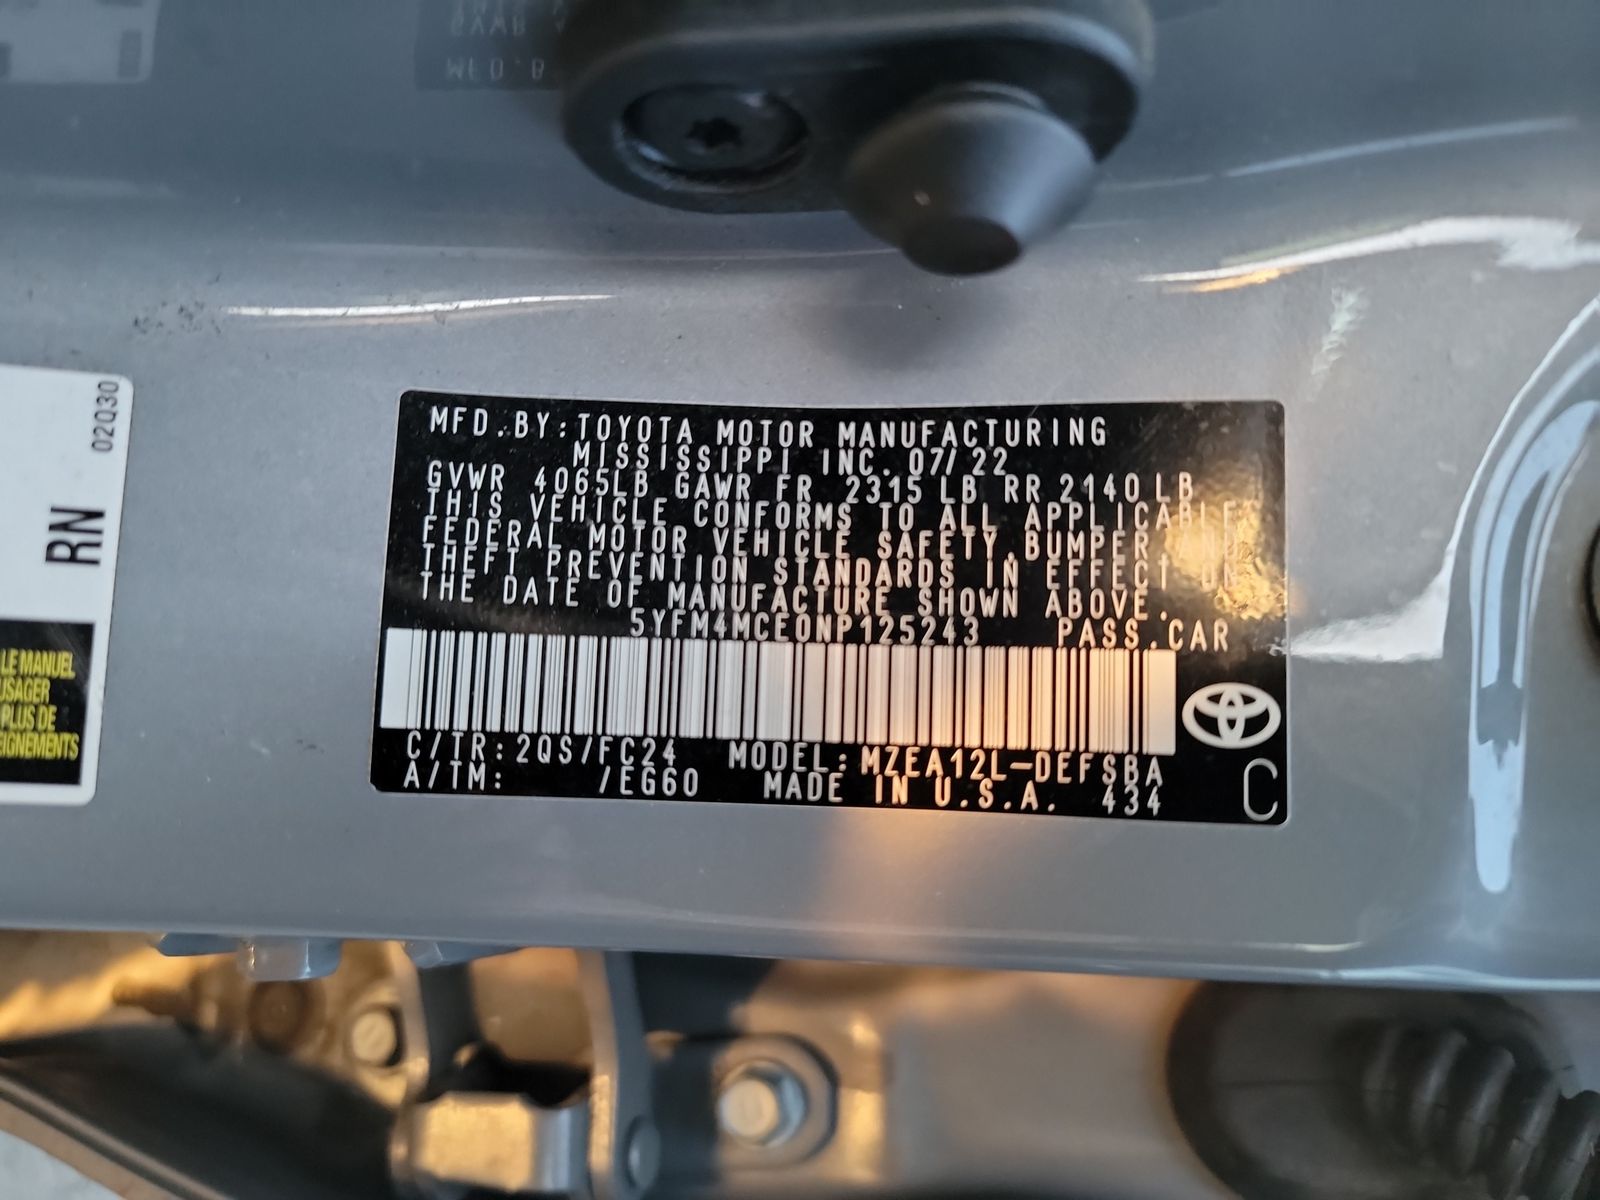 02Q30
RN
LE MANUEL
PLUS DE
MFD.BY:TOYOTA MOTOR MANUFACTURING
MISSISSIPPI INC. 07/22
GVWR 4065LB GAWR FR 2315 LB RR 2140 LB
THIS VEHICLE CONFORMS TO ALL APPLICABLE
FEDERAL MOTOR VEHICLE SAFETY,BUMPER AND
THEFT PREVENTION STANDARDS IN EFFECT ON
THE DATE OF MANUFACTURE SHOWN ABOVE.
5YFM4MCE0NP125243 PASS.CAR
C/TR:2QS/FC24 MODEL:MZEA12L-DEFSBA
A/TM: /EG60 MADE IN U.S.A. 434
C